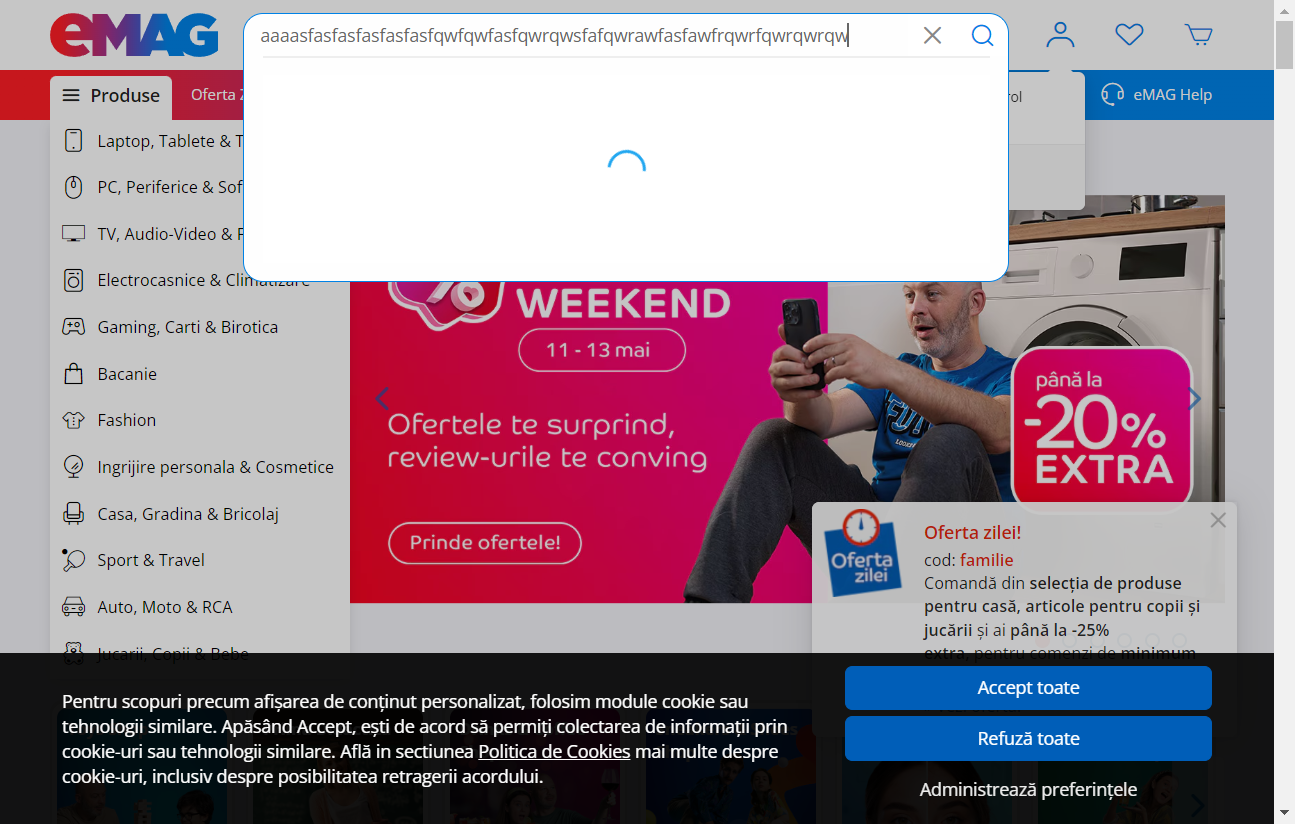 eMAG
aaaasfasfasfasfasfasfqwfqwfasfqwrqwsfafqwrawfasfawfrqwrfqwrqwrqw
Produse
Oferta
rol
eMAG Help
Laptop, Tablete & T
PC, Periferice & Sof
TV, Audio-Video &
Electrocasnice & Climatizare
Gaming, Carti & Birotica
Bacanie
Fashion
Ingrijire personala & Cosmetice
Casa, Gradina & Bricolaj
Sport & Travel
Auto, Moto & RCA
Jucarii, Copii & Bebe
%
WEEKEND
11 - 13 mai
Ofertele te surprind,
review-urile te conving
Prinde ofertele!
până la
-20%
EXTRA
Oferta
zilei
Oferta zilei!
cod: familie
Comandă din selecția de produse
pentru casă, articole pentru copii și
jucării și ai până la -25%
extra, pentru comenzi de minimum
Pentru scopuri precum afișarea de conținut personalizat, folosim module cookie sau
tehnologii similare. Apăsând Accept, ești de acord să permiți colectarea de informații prin
cookie-uri sau tehnologii similare. Află in sectiunea Politica de Cookies mai multe despre
cookie-uri, inclusiv despre posibilitatea retragerii acordului.
Accept toate
Refuză toate
Administrează preferințele